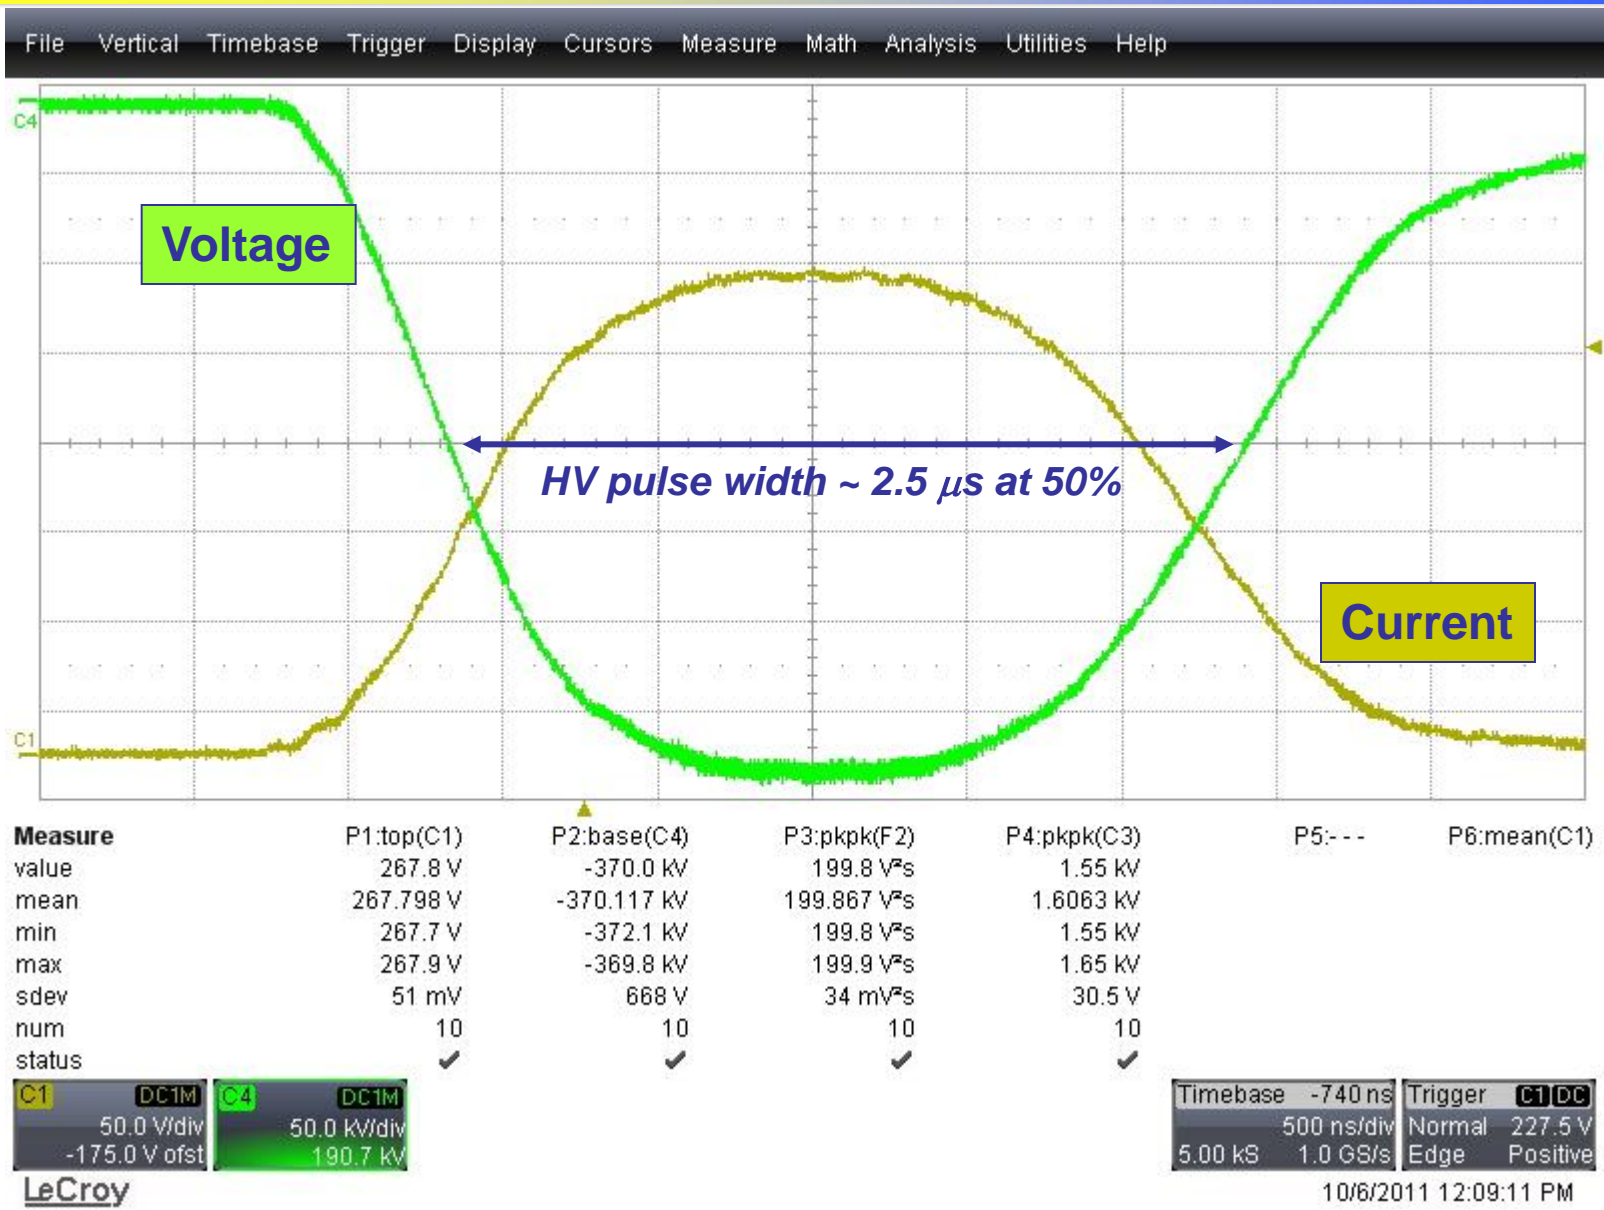 File Vertical Timebase Trigger Display Cursors Measure Math Analysis Utilities Help
C4
Voltage
HV pulse width ~ 2.5 μs at 50%
Current
C1
Measure P1:top(C1) P2:base(C4) P3:pkpk(F2) P4:pkpk(C3) P5:- - - P6:mean(C1)
value 267.8 V -370.0 kV 199.8 V²s 1.55 kV
mean 267.798 V -370.117 kV 199.867 V²s 1.6063 kV
min 267.7 V -372.1 kV 199.8 V²s 1.55 kV
max 267.9 V -369.8 kV 199.9 V²s 1.65 kV
sdev 51 mV 668 V 34 mV²s 30.5 V
num 10 10 10 10
status ✓ ✓ ✓ ✓
C1 DC1M C4 DC1M Timebase -740 ns Trigger C1 DC
50.0 V/div 50.0 kV/div 500 ns/div Normal 227.5 V
-175.0 V ofst 190.7 kV 5.00 kS 1.0 GS/s Edge Positive
LeCroy 10/6/2011 12:09:11 PM